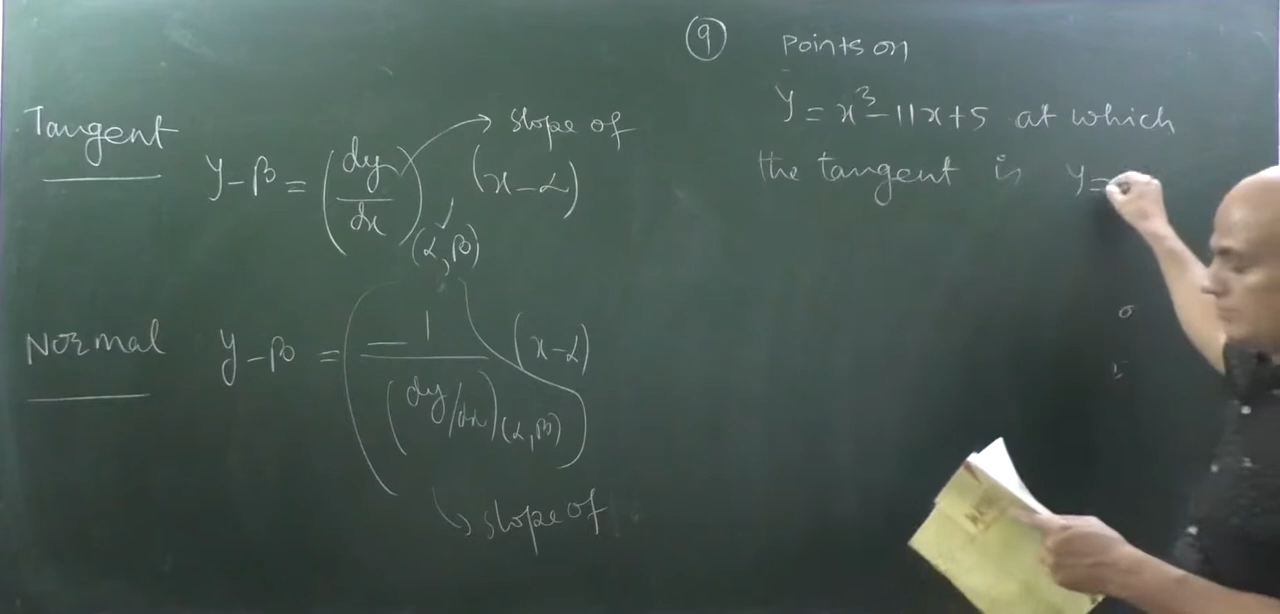 Tangent
y-β = (dy/dx)(α,β) (x-α)
slope of
Normal
y-β = -1/(dy/dx)(α,β) (x-α)
slope of
9 Points on
y = x³-11x+5 at which
the tangent is y=